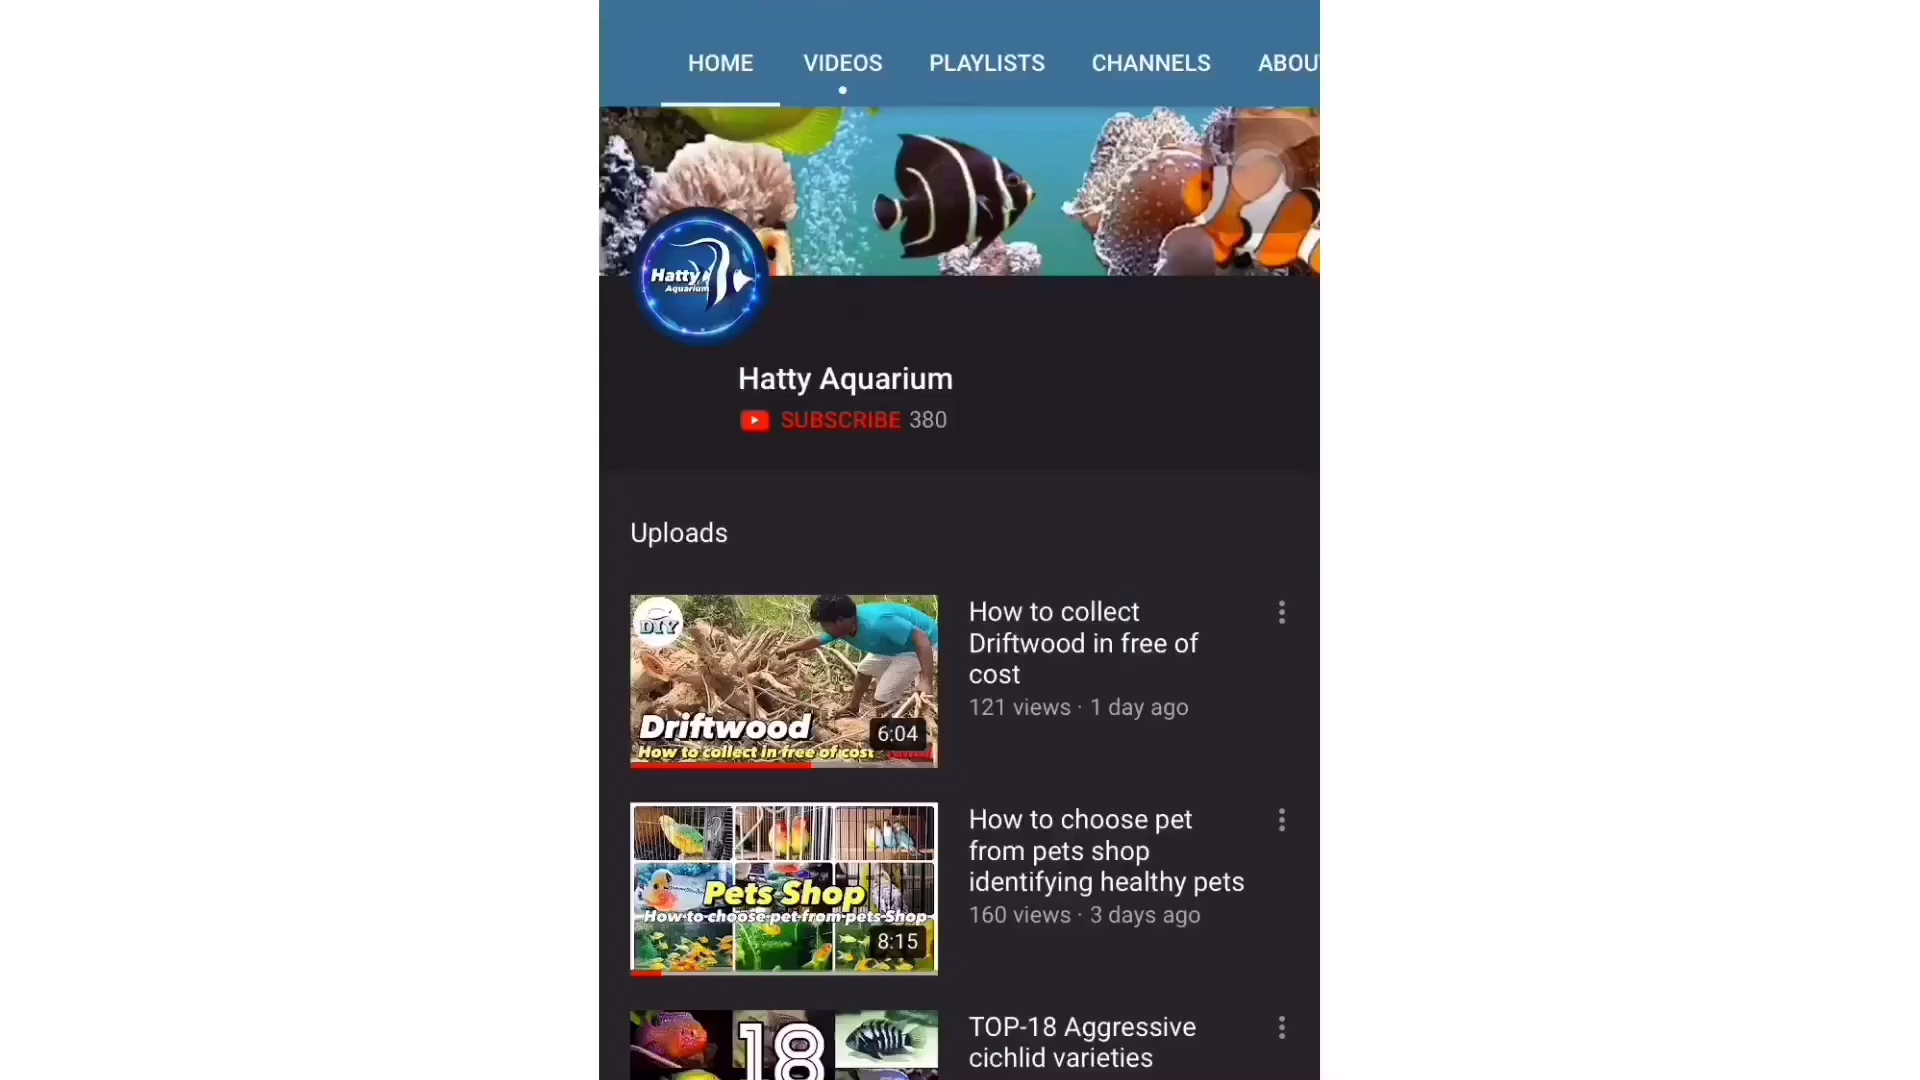 HOME VIDEOS PLAYLISTS CHANNELS ABOU
Hatty
Aquarium
Hatty Aquarium
SUBSCRIBE 380
Uploads
DIY
Driftwood
How to collect in free of cost
6:04
How to collect
Driftwood in free of
cost
121 views · 1 day ago
Pets Shop
How to choose pet from pets Shop
8:15
How to choose pet
from pets shop
identifying healthy pets
160 views · 3 days ago
18
TOP-18 Aggressive
cichlid varieties